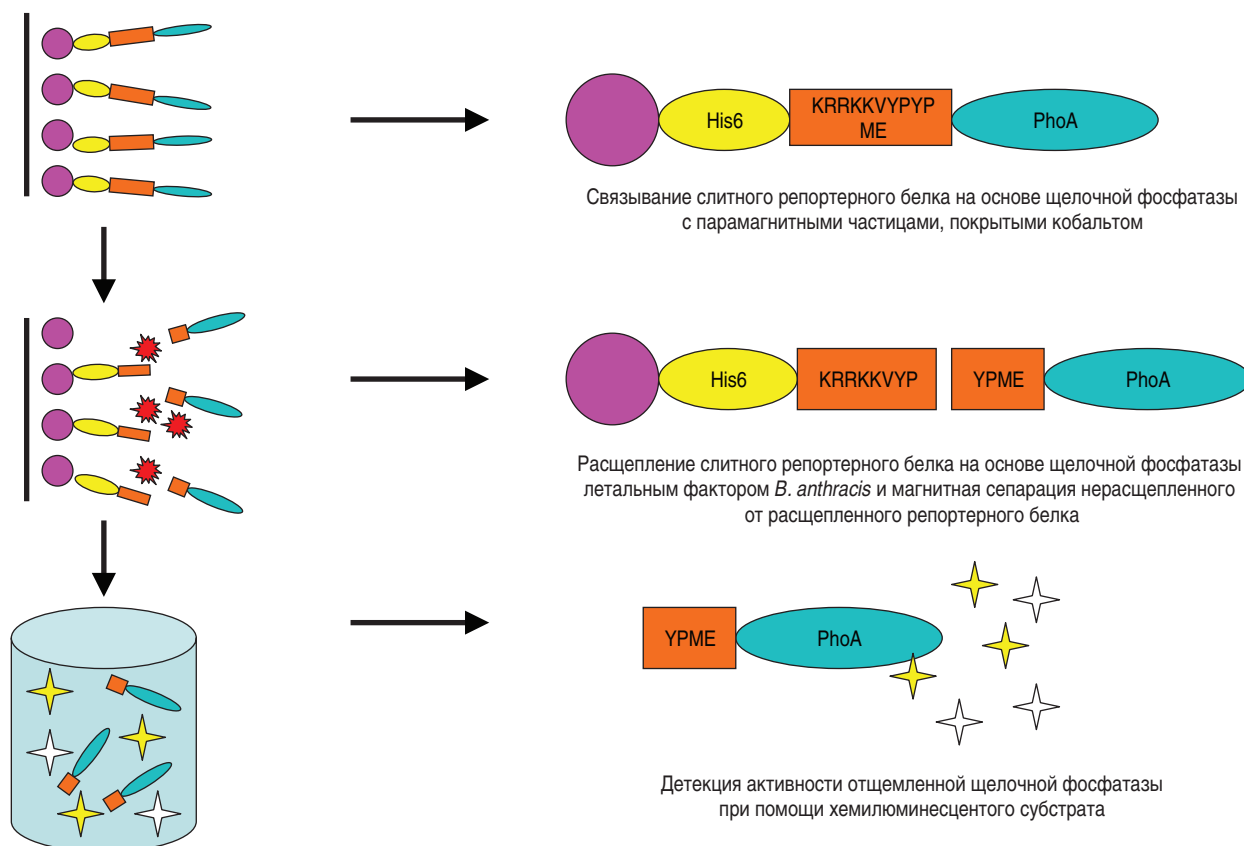 His6
KRRKKVYPYP
ME
PhoA
Связывание слитного репортерного белка на основе щелочной фосфатазы
с парамагнитными частицами, покрытыми кобальтом
His6
KRRKKVYP
YPME
PhoA
Расщепление слитного репортерного белка на основе щелочной фосфатазы
летальным фактором B. anthracis и магнитная сепарация нерасщепленного
от расщепленного репортерного белка
YPME
PhoA
Детекция активности отщемленной щелочной фосфатазы
при помощи хемилюминесцентого субстрата